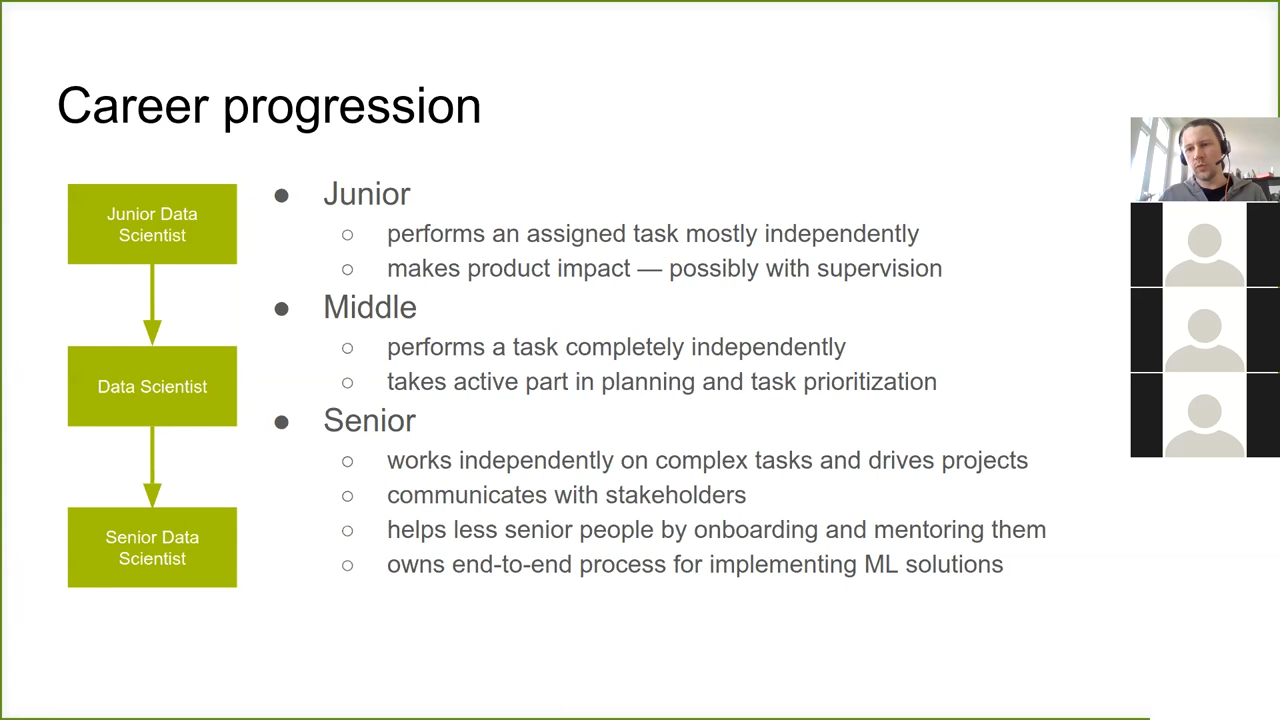 Career progression
Junior Data
Scientist
Data Scientist
Senior Data
Scientist
● Junior
○ performs an assigned task mostly independently
○ makes product impact — possibly with supervision
● Middle
○ performs a task completely independently
○ takes active part in planning and task prioritization
● Senior
○ works independently on complex tasks and drives projects
○ communicates with stakeholders
○ helps less senior people by onboarding and mentoring them
○ owns end-to-end process for implementing ML solutions